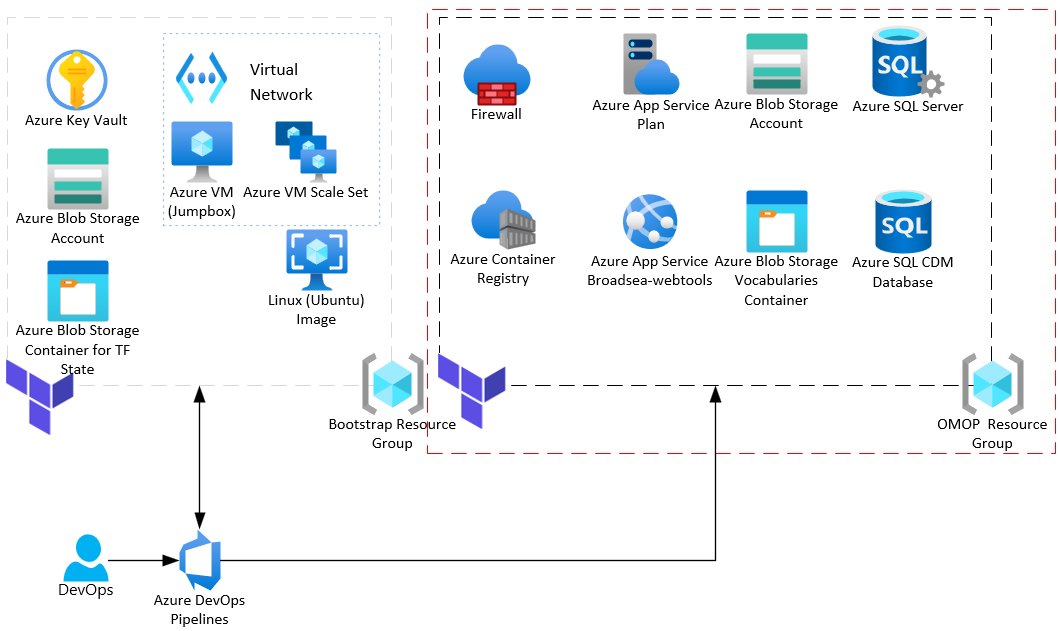 Azure Key Vault
Virtual
Network
Azure VM
(Jumpbox)
Azure VM Scale Set
Azure Blob Storage
Account
Linux (Ubuntu)
Image
Azure Blob Storage
Container for TF
State
Bootstrap Resource
Group
Firewall
Azure App Service
Plan
Azure Blob Storage
Account
SQL
Azure SQL Server
Azure Container
Registry
Azure App Service
Broadsea-webtools
Azure Blob Storage
Vocabularies
Container
SQL
Azure SQL CDM
Database
OMOP Resource
Group
DevOps
Azure DevOps
Pipelines